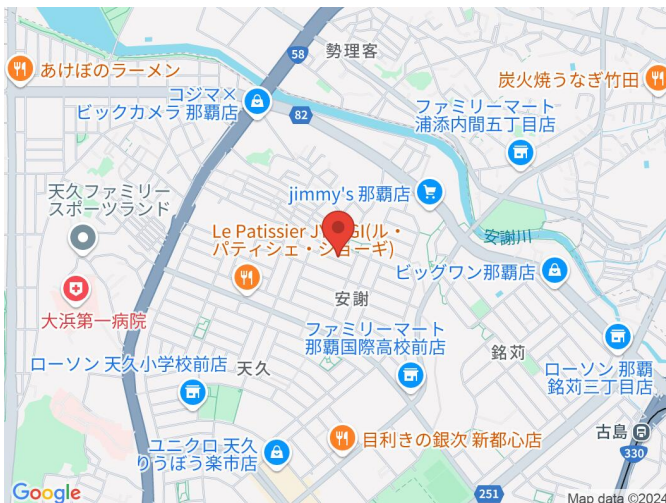 58
勢理客
あけぼのラーメン
炭火焼うなぎ竹田
コジマ×
ビックカメラ 那覇店
82
ファミリーマート
浦添内間五丁目店
天久ファミリー
スポーツランド
jimmy's 那覇店
Le Patissier J
GI(ル・
パティシェ・ショーギ)
安謝川
ビッグワン那覇店
大浜第一病院
安謝
ファミリーマート
那覇国際高校前店
銘苅
ローソン 天久小学校前店
天久
ローソン 那覇
銘苅三丁目店
古島
330
ユニクロ 天久
りうぼう楽市店
目利きの銀次 新都心店
251
Google
Map data ©2024